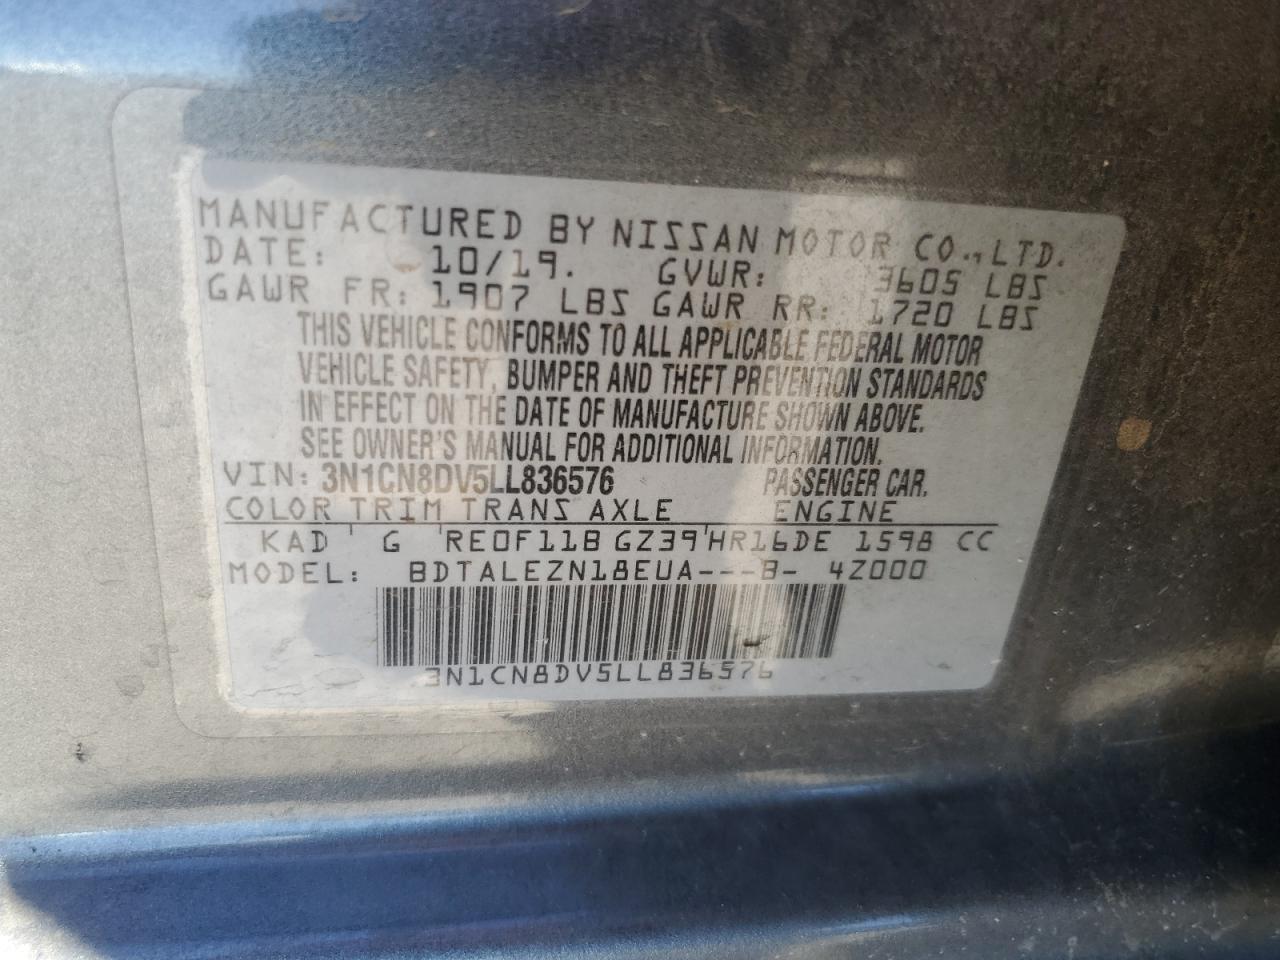 MANUFACTURED BY NISSAN MOTOR CO., LTD.
DATE: 10/19. GVWR: 3605 LBS
GAWR FR: 1907 LBS GAWR RR: 1720 LBS
THIS VEHICLE CONFORMS TO ALL APPLICABLE FEDERAL MOTOR
VEHICLE SAFETY, BUMPER AND THEFT PREVENTION STANDARDS
IN EFFECT ON THE DATE OF MANUFACTURE SHOWN ABOVE.
SEE OWNER'S MANUAL FOR ADDITIONAL INFORMATION.
VIN: 3N1CN8DV5LL836576 PASSENGER CAR.
COLOR TRIM TRANS AXLE ENGINE
KAD G RE0F11B GZ39 HR16DE 1598 CC
MODEL: BDTALEZN18EUA---B- 4Z000
3N1CN8DV5LL836576